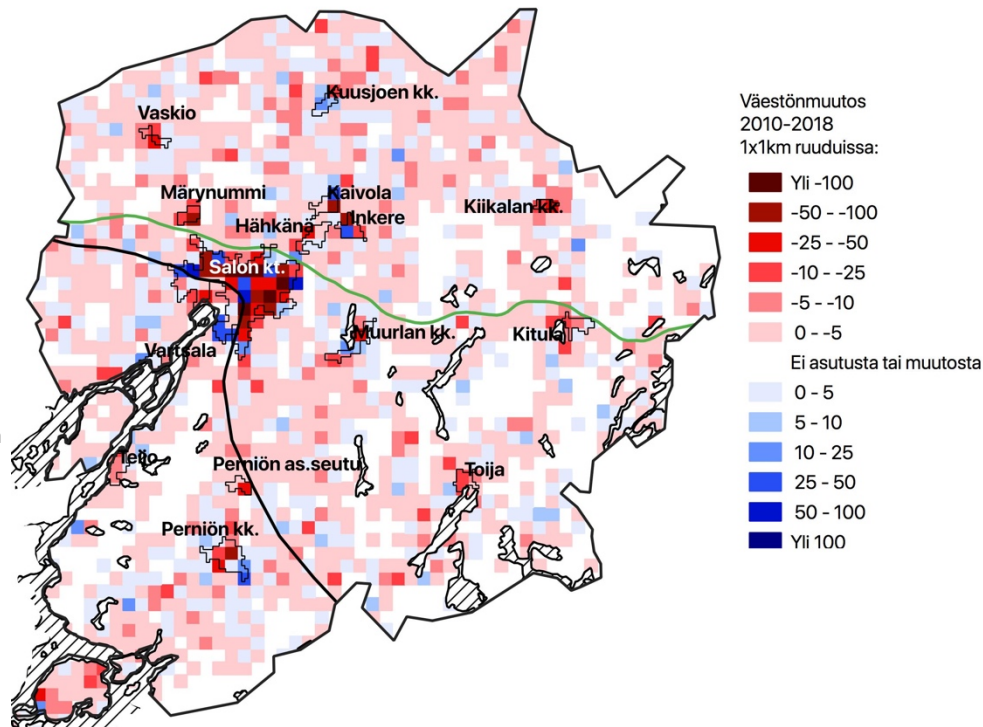 Kuusjoen kk.
Vaskio
Märynummi
Kaivola
Kiikalan kk.
Inkere
Hähkänä
Salon kt.
Muurlan kk.
Kitula
Vartsala
Teijo
Perniön as.seutu
Toija
Perniön kk.
Väestönmuutos
2010-2018
1x1km ruuduissa:
Yli -100
-50 - -100
-25 - -50
-10 - -25
-5 - -10
0 - -5
Ei asutusta tai muutosta
0 - 5
5 - 10
10 - 25
25 - 50
50 - 100
Yli 100